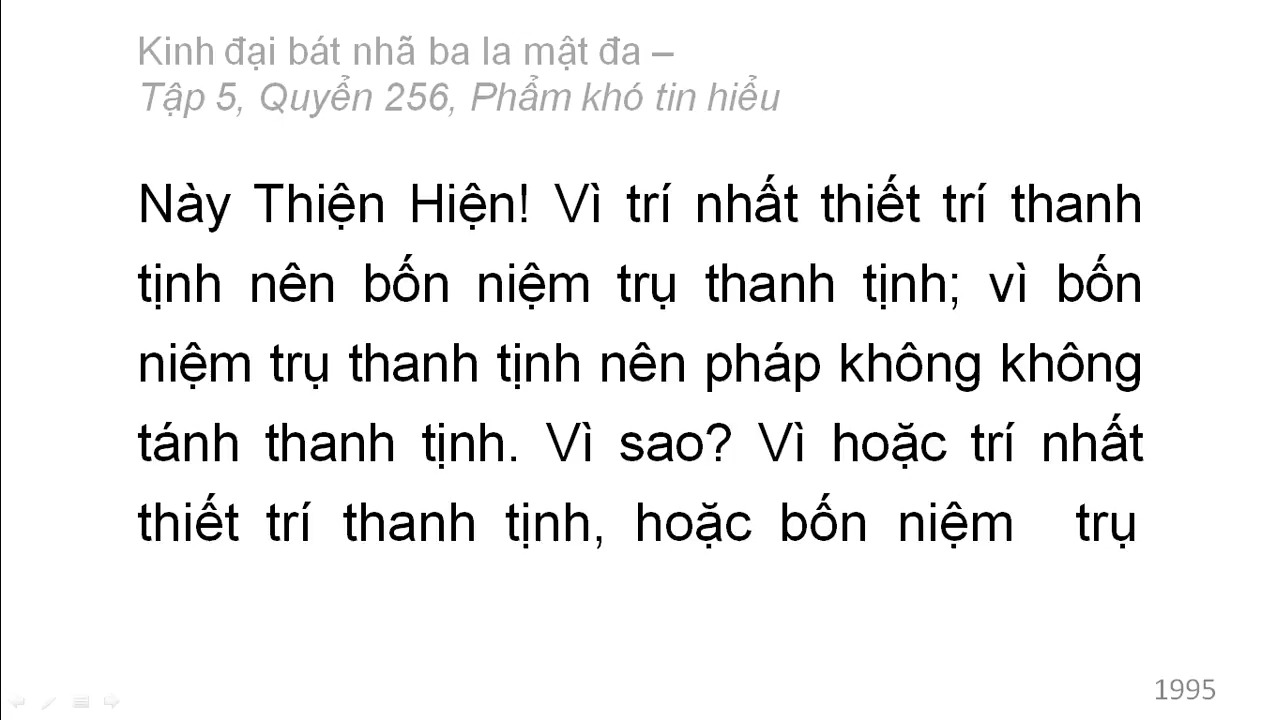 Kinh đại bát nhã ba la mật đa –
Tập 5, Quyển 256, Phẩm khó tin hiểu
Này Thiện Hiện! Vì trí nhất thiết trí thanh
tịnh nên bốn niệm trụ thanh tịnh; vì bốn
niệm trụ thanh tịnh nên pháp không không
tánh thanh tịnh. Vì sao? Vì hoặc trí nhất
thiết trí thanh tịnh, hoặc bốn niệm trụ
1995